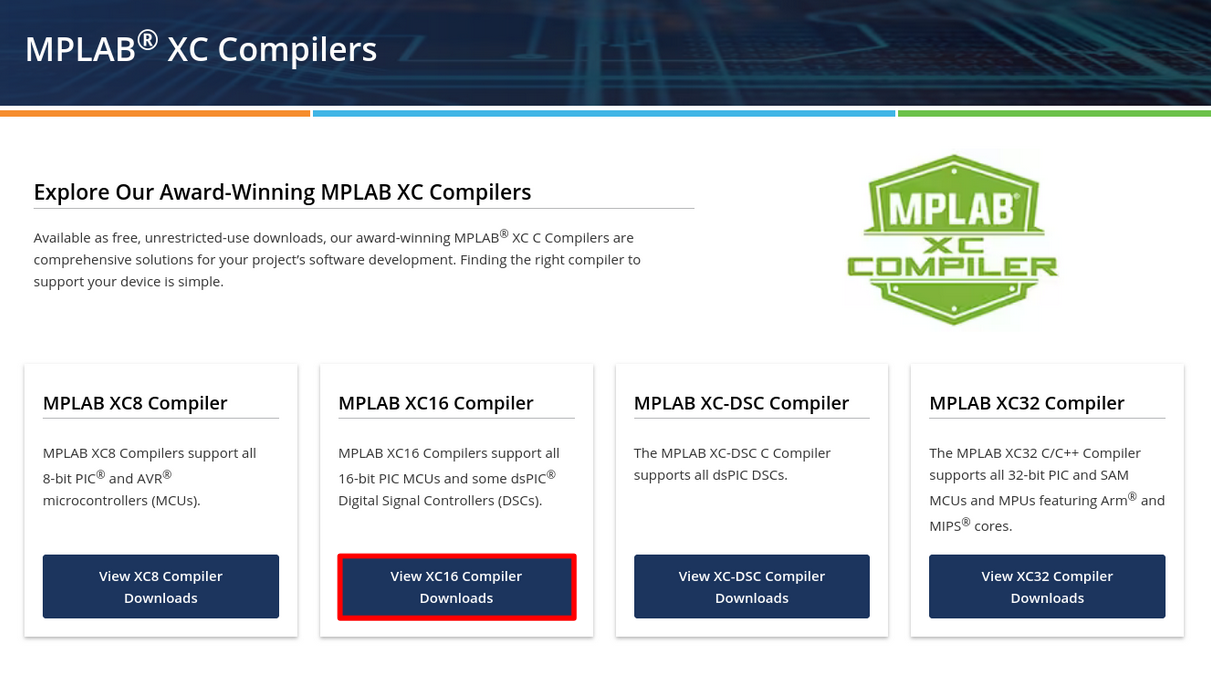 MPLAB® XC Compilers
Explore Our Award-Winning MPLAB XC Compilers
Available as free, unrestricted-use downloads, our award-winning MPLAB® XC C Compilers are
comprehensive solutions for your project’s software development. Finding the right compiler to
support your device is simple.
MPLAB®
XC
COMPILER
MPLAB XC8 Compiler
MPLAB XC8 Compilers support all
8-bit PIC® and AVR®
microcontrollers (MCUs).
View XC8 Compiler
Downloads
MPLAB XC16 Compiler
MPLAB XC16 Compilers support all
16-bit PIC MCUs and some dsPIC®
Digital Signal Controllers (DSCs).
View XC16 Compiler
Downloads
MPLAB XC-DSC Compiler
The MPLAB XC-DSC C Compiler
supports all dsPIC DSCs.
View XC-DSC Compiler
Downloads
MPLAB XC32 Compiler
The MPLAB XC32 C/C++ Compiler
supports all 32-bit PIC and SAM
MCUs and MPUs featuring Arm® and
MIPS® cores.
View XC32 Compiler
Downloads